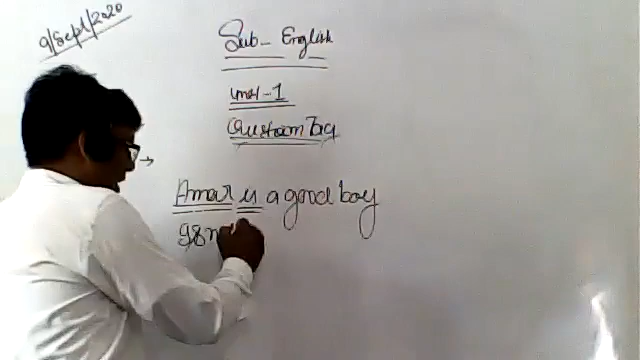 9/Sept/2020
Sub- English
Unit-1
Question Tag
→
Amar is a good boy